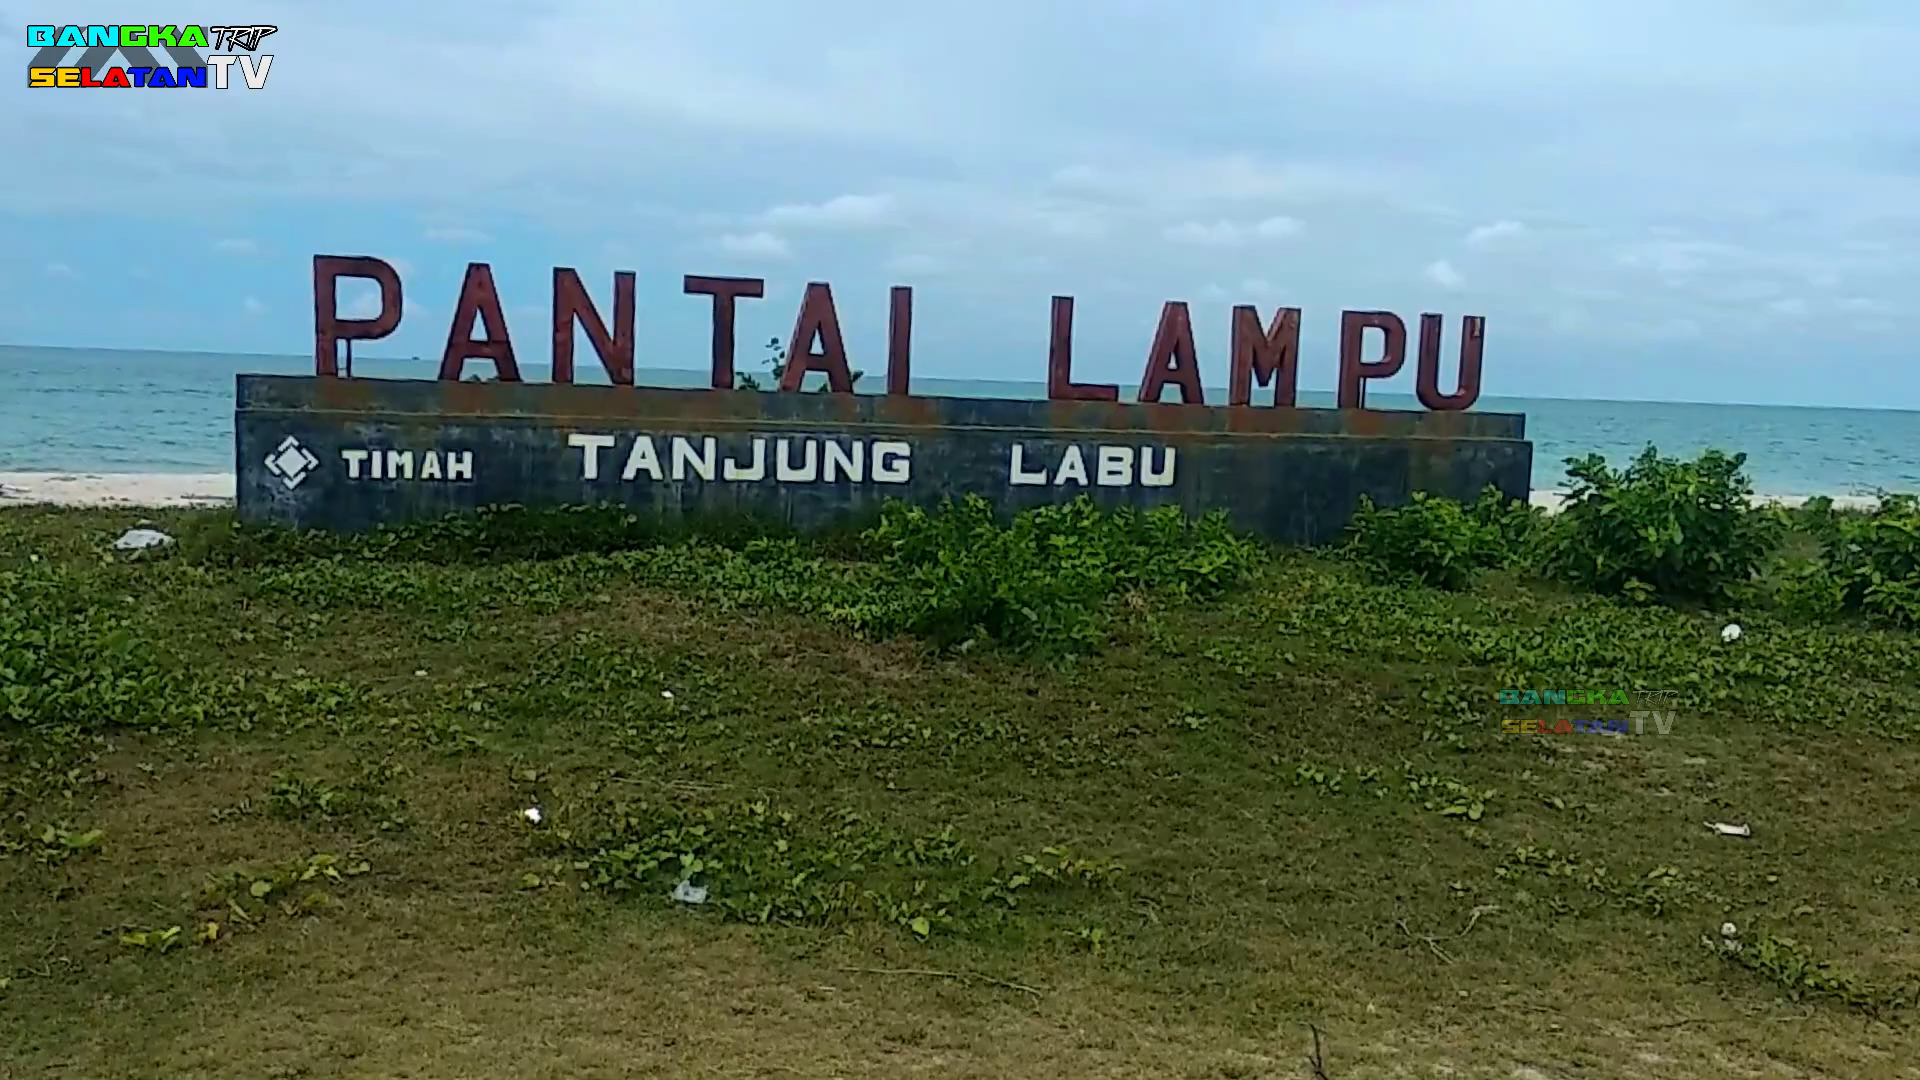 BANGKA TRIP
SELATAN TV
PANTAI LAMPU
TIMAH TANJUNG LABU
BANGKA TRIP
SELATAN TV